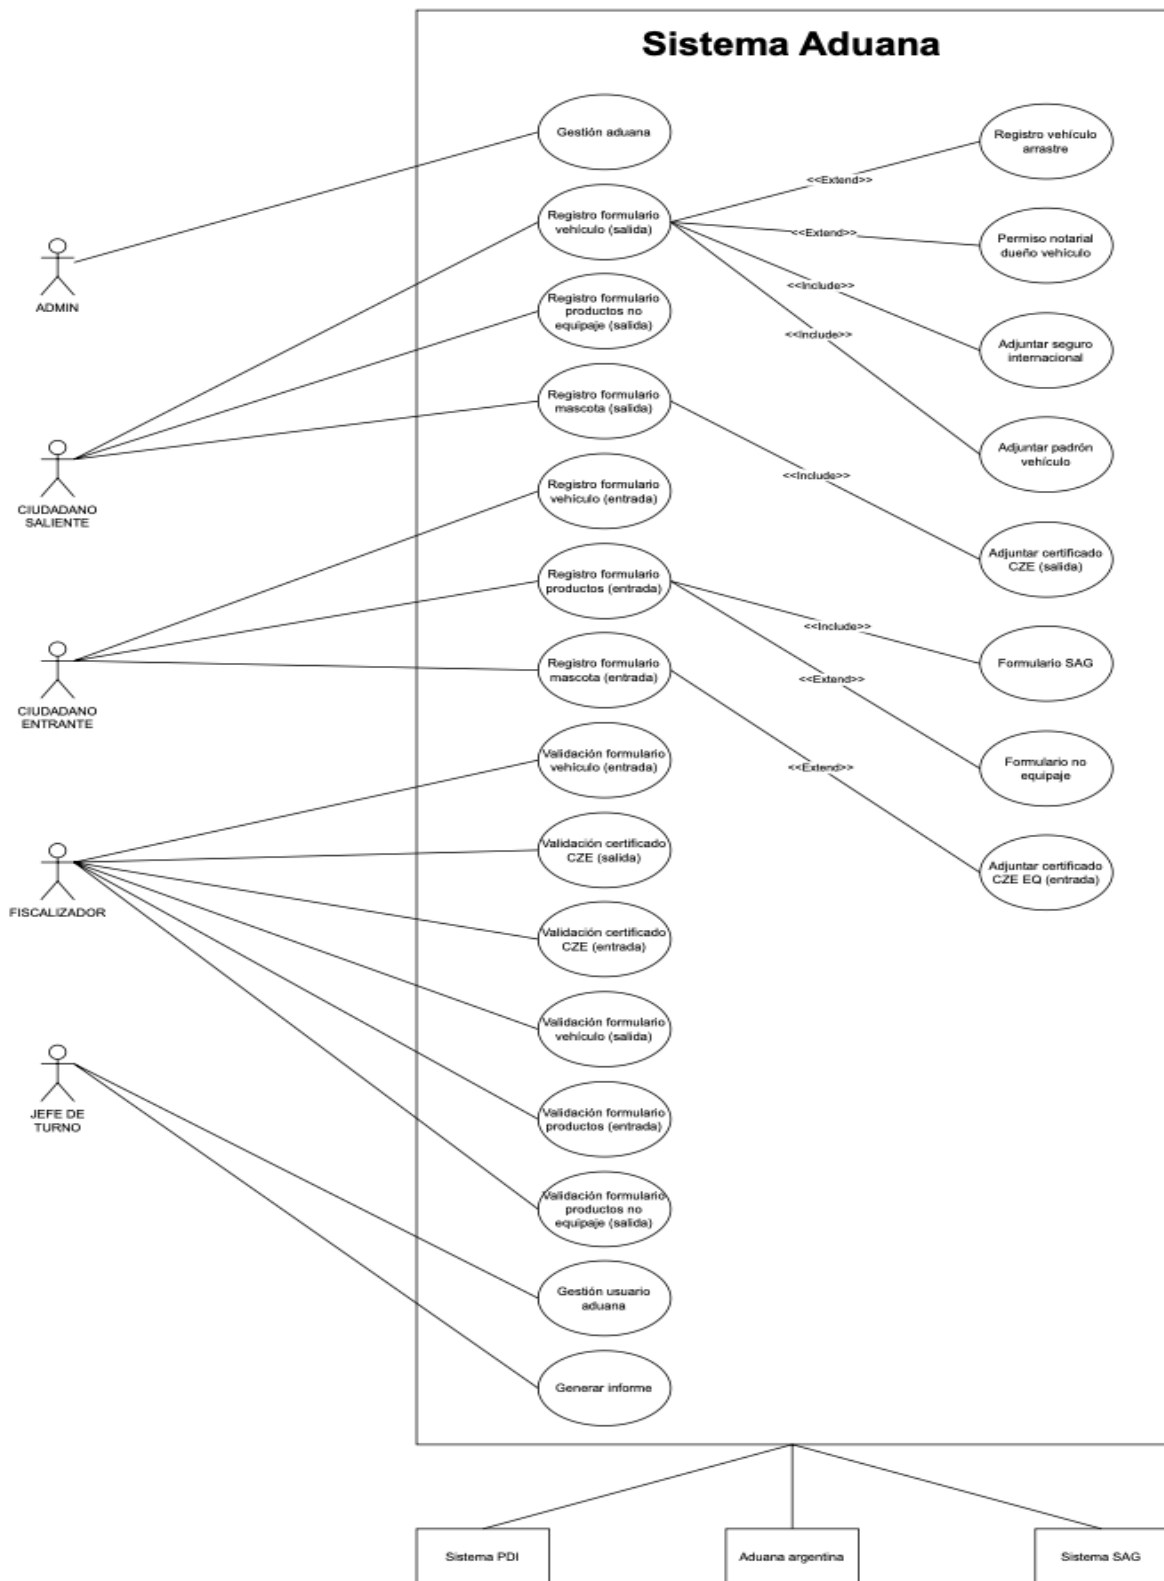 Sistema Aduana
Gestión aduana
Registro vehículo
arrastre
<<Extend>>
Registro formulario
vehículo (salida)
<<Extend>>
Permiso notarial
dueño vehículo
ADMIN
Registro formulario
productos no
equipaje (salida)
<<Include>>
<<Include>>
Adjuntar seguro
internacional
Registro formulario
mascota (salida)
Adjuntar padrón
vehículo
CIUDADANO
SALIENTE
<<Include>>
Registro formulario
vehículo (entrada)
Adjuntar certificado
CZE (salida)
Registro formulario
productos (entrada)
<<Include>>
Formulario SAG
Registro formulario
mascota (entrada)
<<Extend>>
CIUDADANO
ENTRANTE
Validación formulario
vehículo (entrada)
<<Extend>>
Formulario no
equipaje
Validación certificado
CZE (salida)
Adjuntar certificado
CZE EQ (entrada)
FISCALIZADOR
Validación certificado
CZE (entrada)
Validación formulario
vehículo (salida)
JEFE DE
TURNO
Validación formulario
productos (entrada)
Validación formulario
productos no
equipaje (salida)
Gestión usuario
aduana
Generar informe
Sistema PDI
Aduana argentina
Sistema SAG